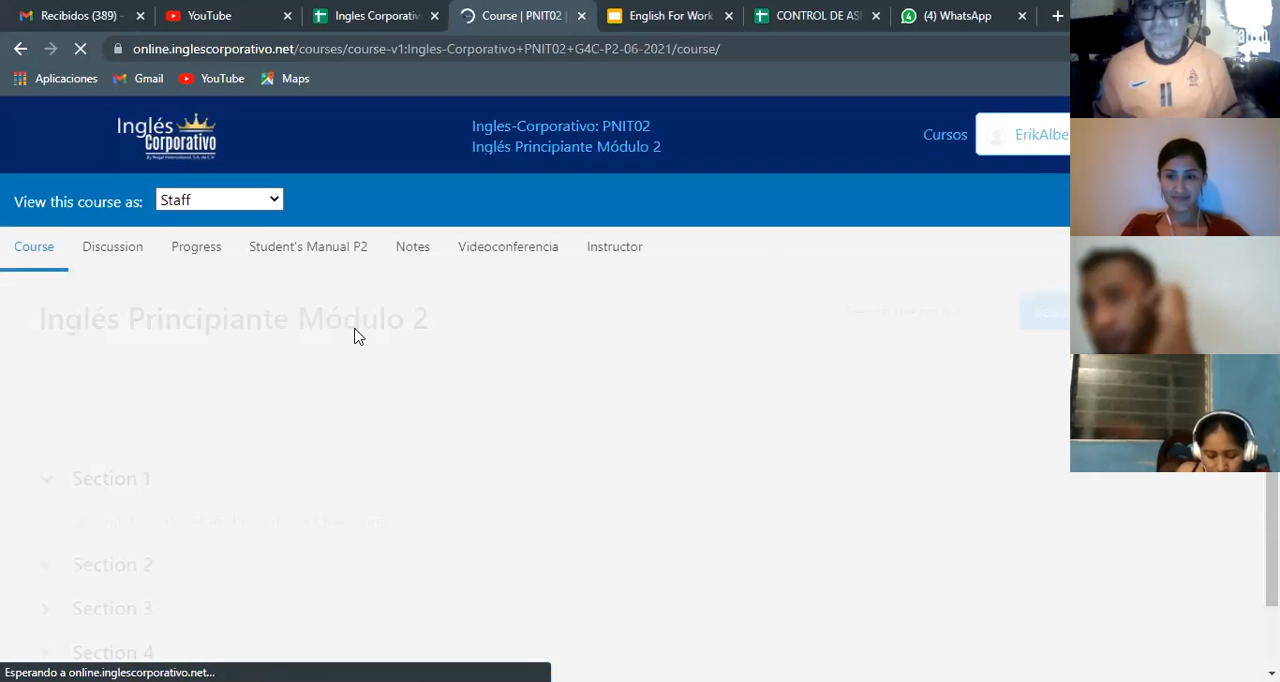 Recibidos (389) -
YouTube
Ingles Corporativ
Course | PNIT02 |
English For Work
CONTROL DE ASI
(4) WhatsApp
online.inglescorporativo.net/courses/course-v1:Ingles-Corporativo+PNIT02+G4C-P2-06-2021/course/
Aplicaciones
Gmail
YouTube
Maps
Inglés
Corporativo
Ingles-Corporativo: PNIT02
Inglés Principiante Módulo 2
Cursos
ErikAlbe
View this course as:
Staff
Course
Discussion
Progress
Student's Manual P2
Notes
Videoconferencia
Instructor
Inglés Principiante Módulo 2
Section 1
Section 2
Section 3
Section 4
Esperando a online.inglescorporativo.net...